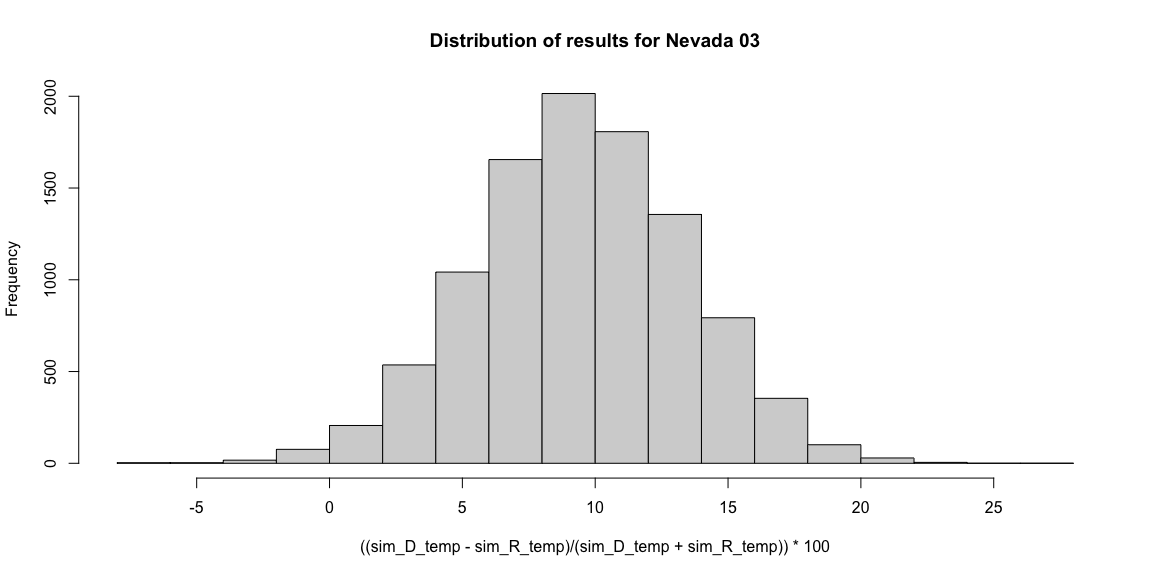 Distribution of results for Nevada 03
Frequency
2000
1500
1000
500
0
-5 0 5 10 15 20 25
((sim_D_temp - sim_R_temp)/(sim_D_temp + sim_R_temp)) * 100